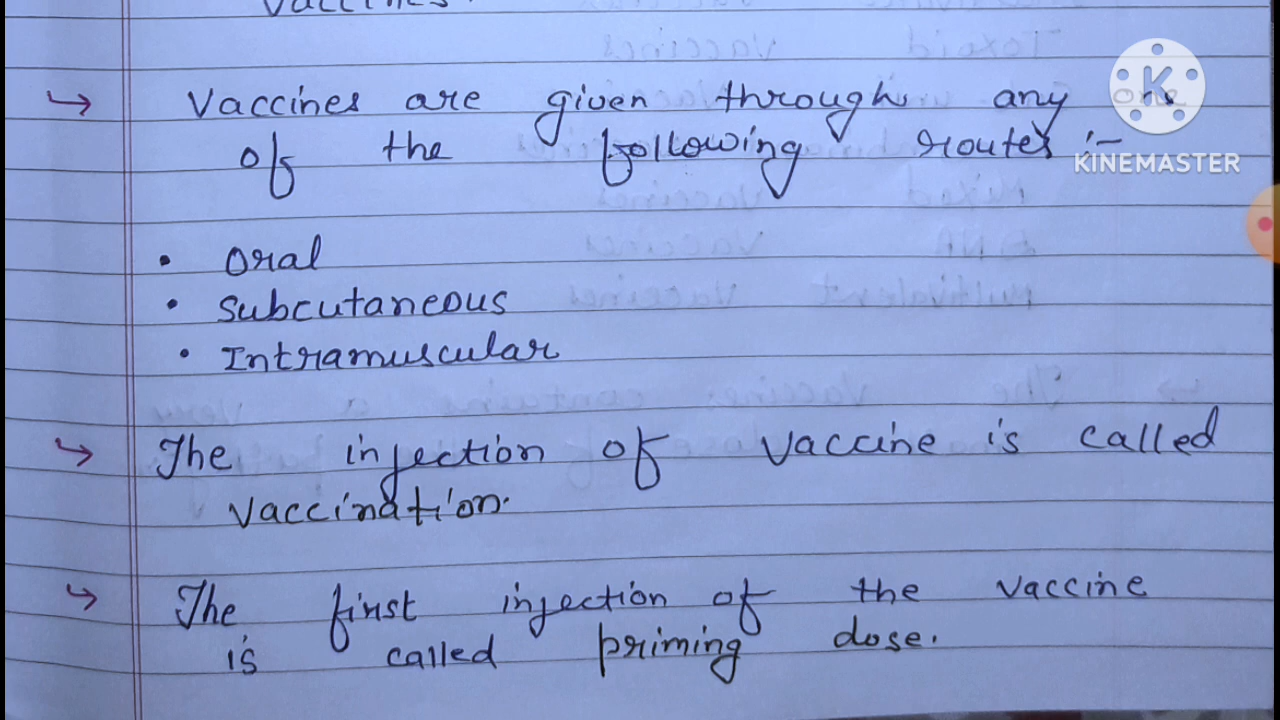 vaccines.
↪ Vaccines are given through any one
of the following routes :-
• Oral
• Subcutaneous
• Intramuscular
↪ The injection of vaccine is called
vaccination.
↪ The first injection of the vaccine
is called priming dose.
KINEMASTER